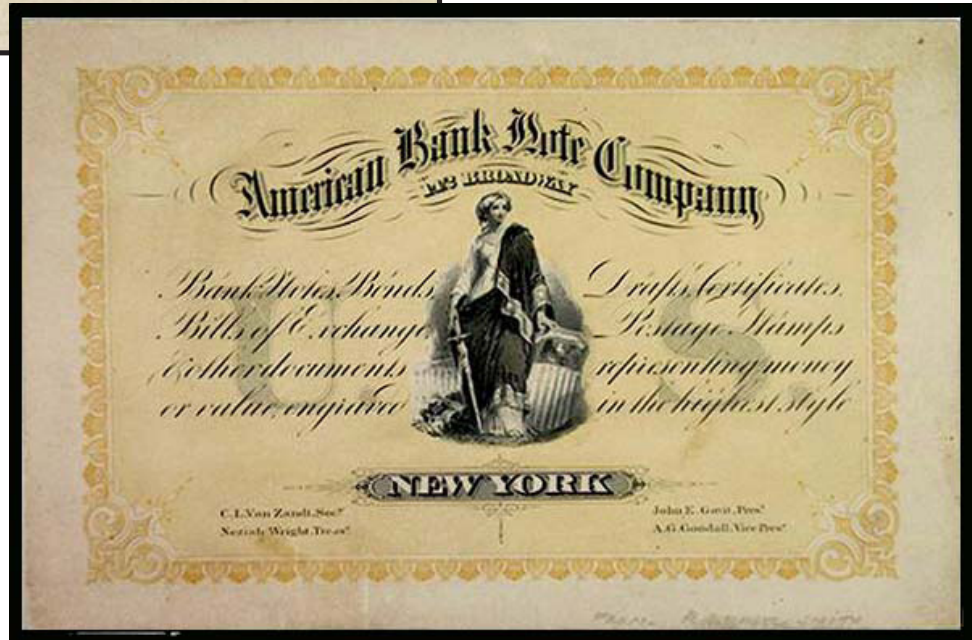 American Bank Note Company
142 BROADWAY
U. S.
Bank Notes, Bonds, Drafts, Certificates,
Bills of Exchange Postage Stamps
& other documents representing money
or value, engraved in the highest style
NEW YORK
C. L. Van Zandt, Secy. John E. Gavit, Prest.
Neziah Wright, Treasr. A. G. Goodall, Vice Prest.